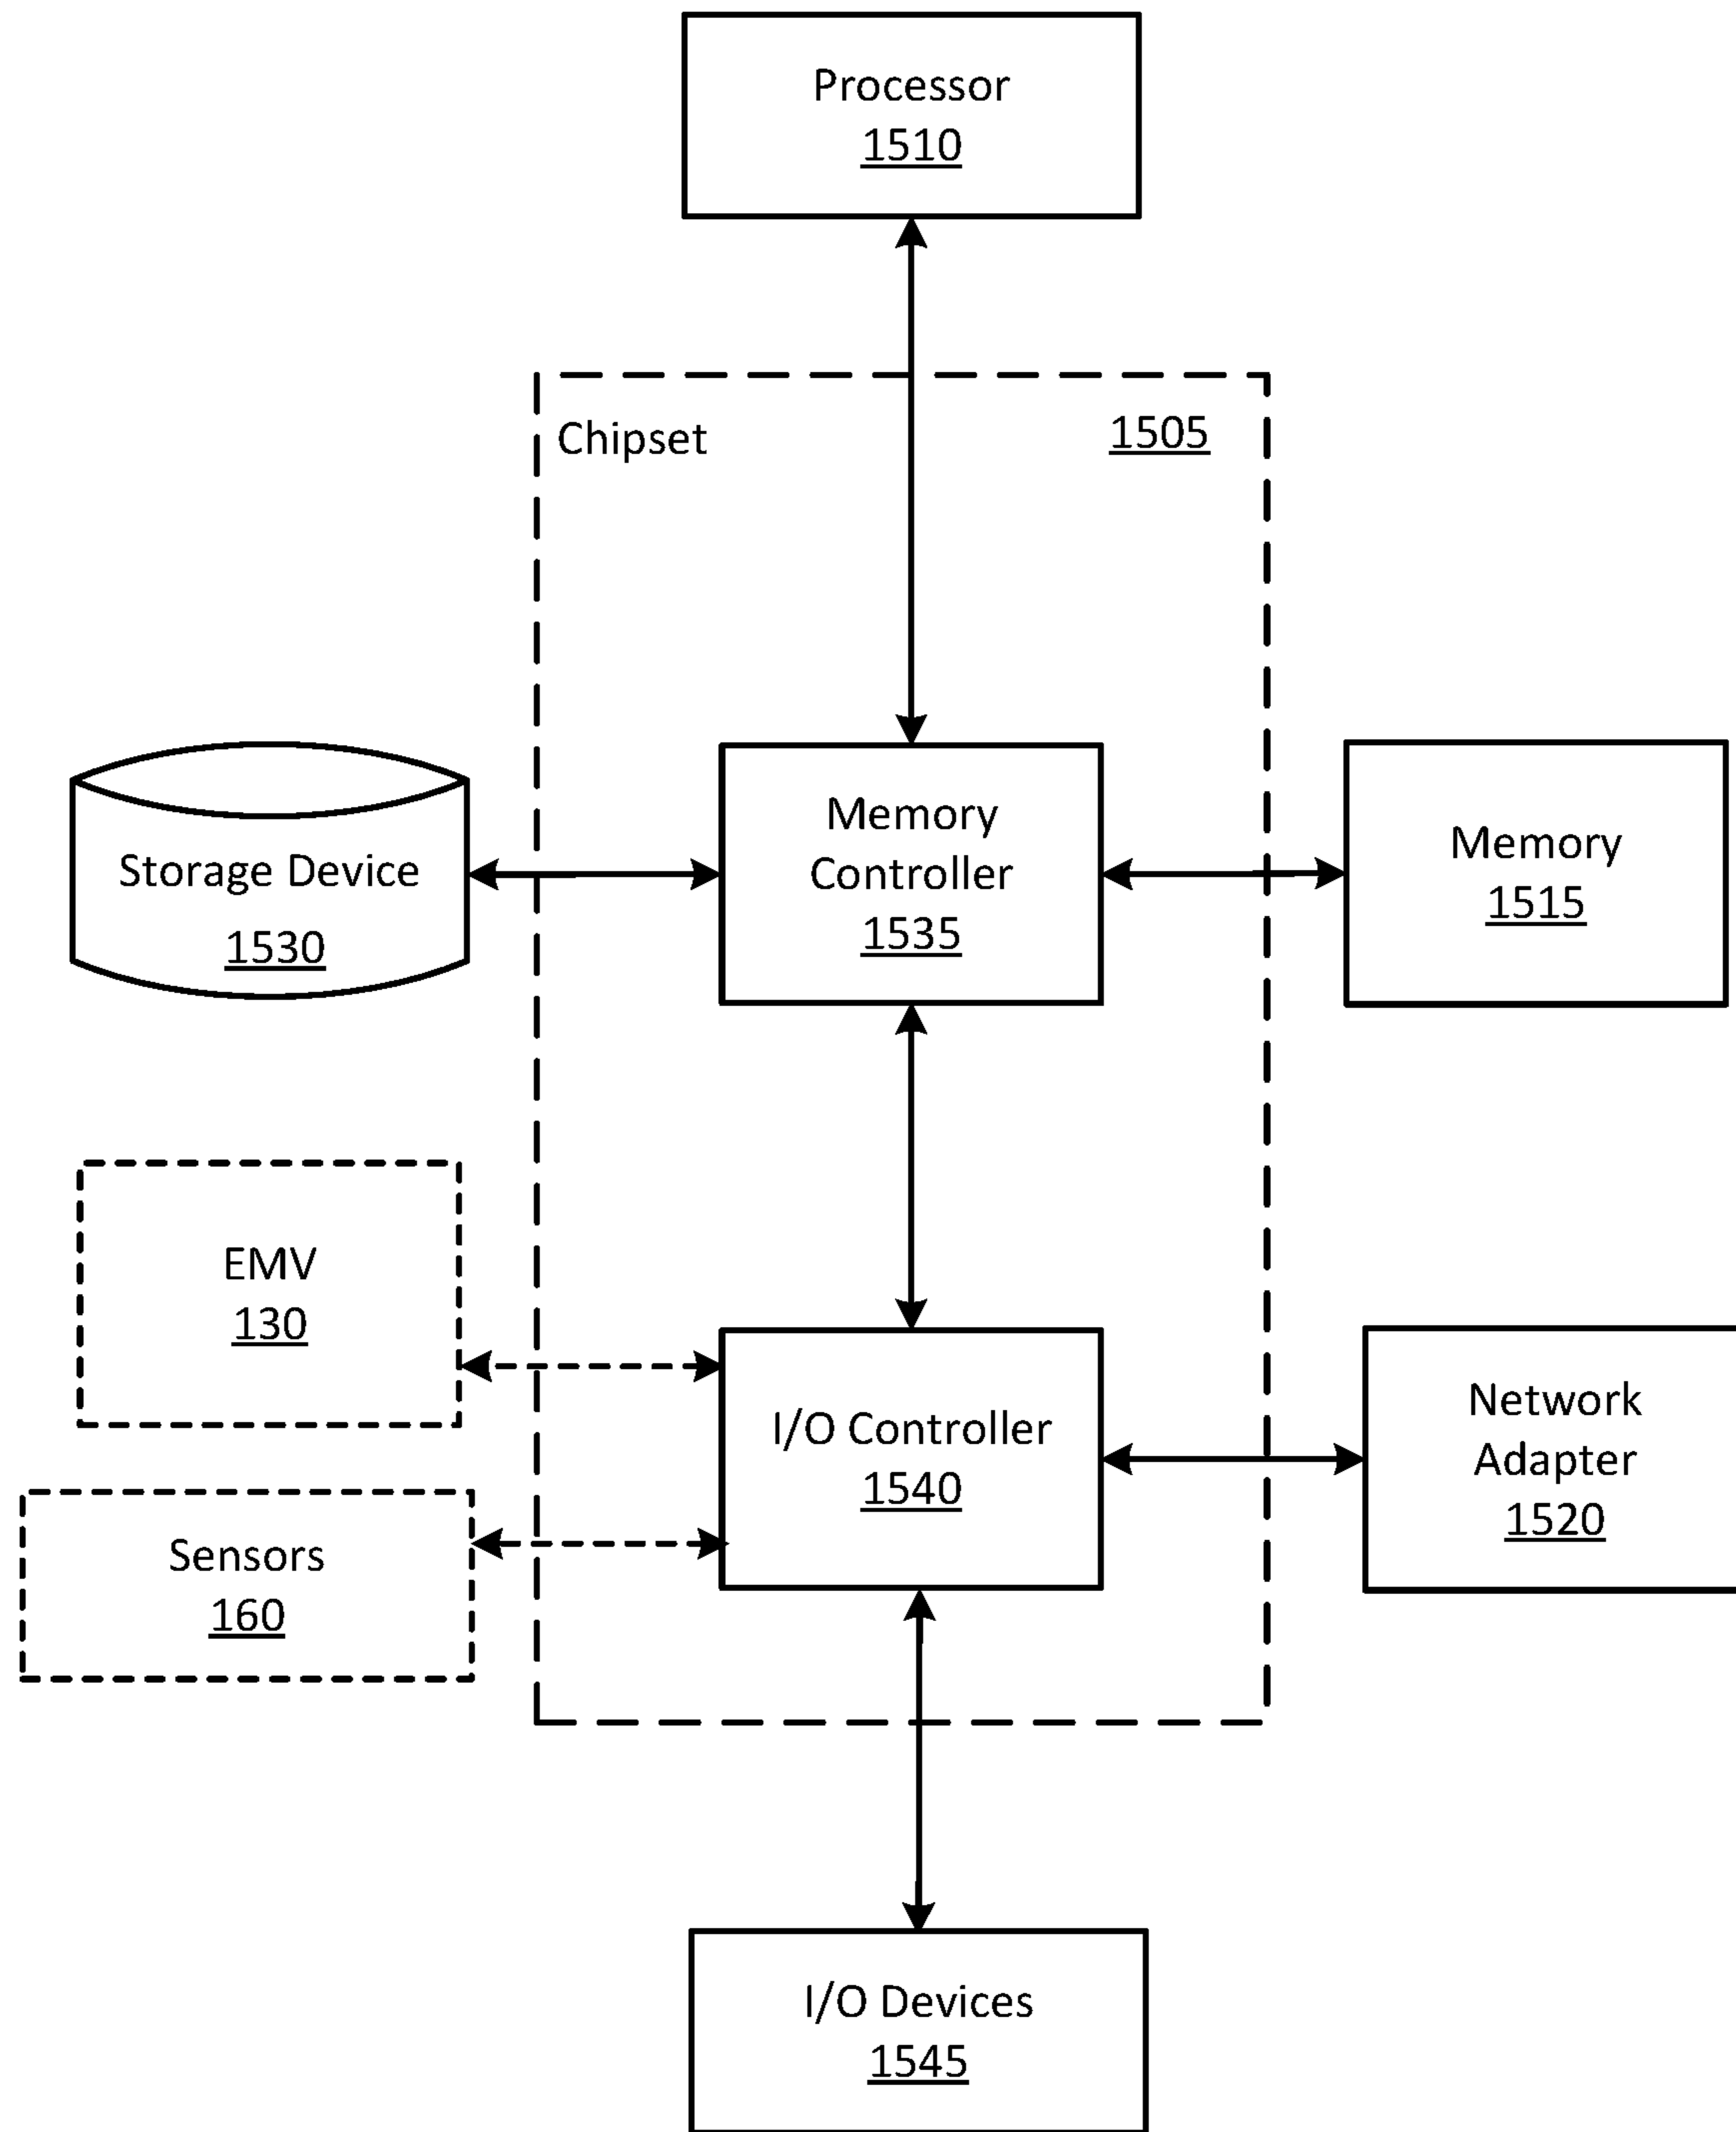 Processor
1510
Chipset
1505
Storage Device
1530
Memory
Controller
1535
Memory
1515
EMV
130
Sensors
160
I/O Controller
1540
Network
Adapter
1520
I/O Devices
1545